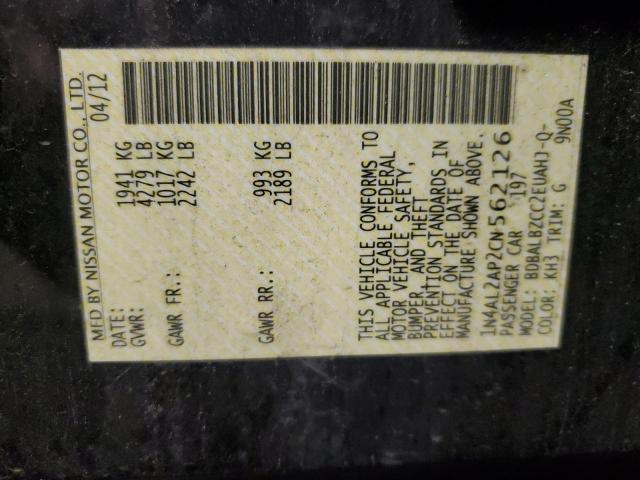 MFD BY NISSAN MOTOR CO., LTD.
DATE: 04/12
GVWR: 1941 KG
4279 LB
GAWR FR.: 1017 KG
2242 LB
GAWR RR.: 993 KG
2189 LB
THIS VEHICLE CONFORMS TO
ALL APPLICABLE FEDERAL
MOTOR VEHICLE SAFETY,
BUMPER, AND THEFT
PREVENTION STANDARDS IN
EFFECT ON THE DATE OF
MANUFACTURE SHOWN ABOVE.
1N4AL2AP2CN562126
PASSENGER CAR 197
MODEL: BDBALBZCC2EUAHJ-Q-
COLOR: KH3 TRIM: G 9N00A